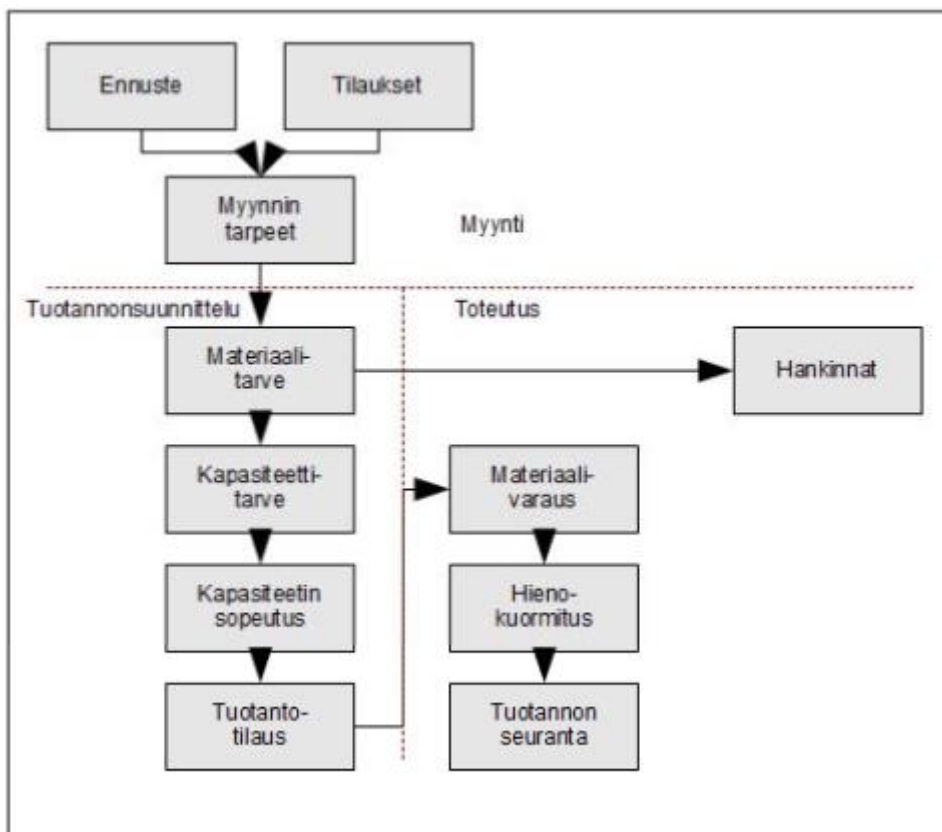 Ennuste
Tilaukset
Myynnin
tarpeet
Myynti
Tuotannonsuunnittelu
Toteutus
Materiaali-
tarve
Hankinnat
Kapasiteetti-
tarve
Materiaali-
varaus
Kapasiteetin
sopeutus
Hieno-
kuormitus
Tuotanto-
tilaus
Tuotannon
seuranta